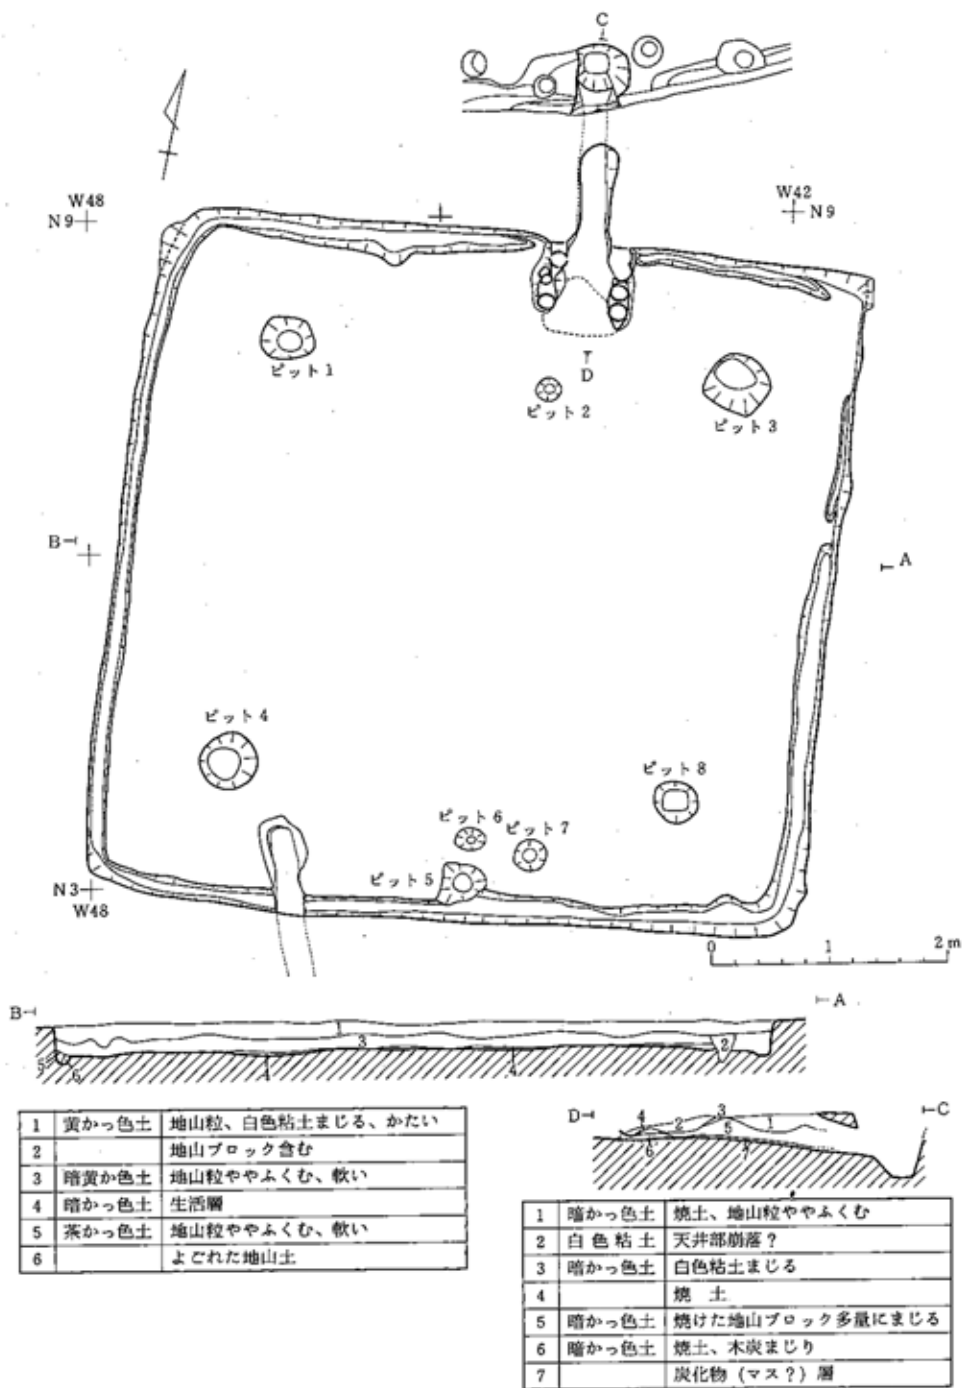 C
W48
N9
W42
N9
D
ピット1
ピット2
ピット3
B
A
ピット4
ピット8
ピット6
ピット7
ピット5
N3
W48
0 1 2m
B
A
1
3
2
5
6
4
4
1 黄かっ色土 地山粒、白色粘土まじる、かたい
2 地山ブロック含む
3 暗黄か色土 地山粒ややふくむ、軟い
4 暗かっ色土 生活層
5 茶かっ色土 地山粒ややふくむ、軟い
6 よごれた地山土
D
C
4
2
3
5
1
6
7
1 暗かっ色土 焼土、地山粒ややふくむ
2 白色粘土 天井部崩落?
3 暗かっ色土 白色粘土まじる
4 焼土
5 暗かっ色土 焼けた地山ブロック多量にまじる
6 暗かっ色土 焼土、木炭まじり
7 炭化物(マス?)層